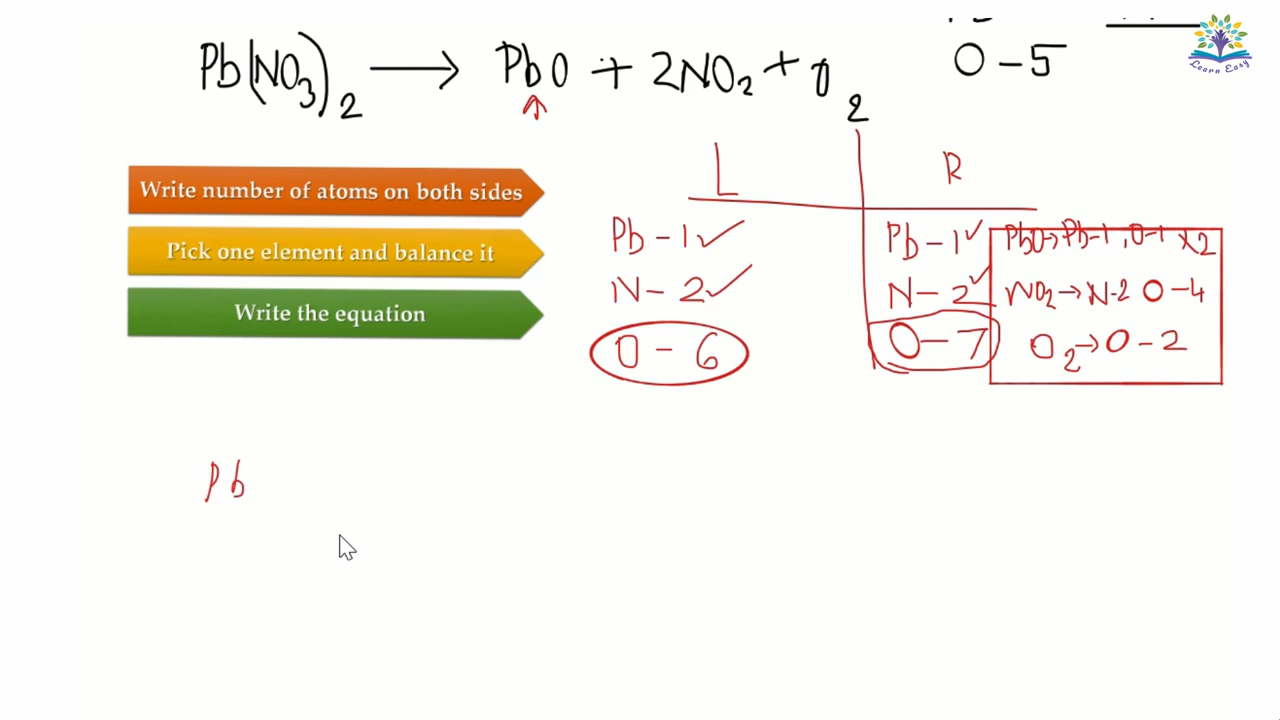 O - 5
Learn Easy
Pb(NO3)2 ⟶ PbO + 2NO2 + O2
L R
Write number of atoms on both sides
Pick one element and balance it
Write the equation
Pb - 1 ✓ Pb - 1 ✓ PbO → Pb - 1, O - 1 × 2
N - 2 ✓ N - 2 ✓ NO2 → N - 2 O - 4
O - 6 O - 7 O2 → O - 2
Pb